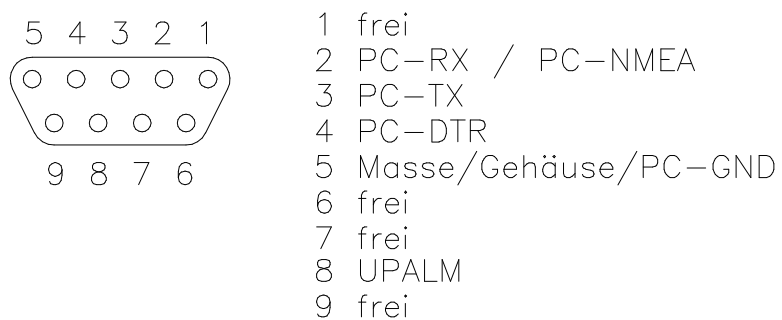 5 4 3 2 1
9 8 7 6
1 frei
2 PC-RX / PC-NMEA
3 PC-TX
4 PC-DTR
5 Masse/Gehäuse/PC-GND
6 frei
7 frei
8 UPALM
9 frei